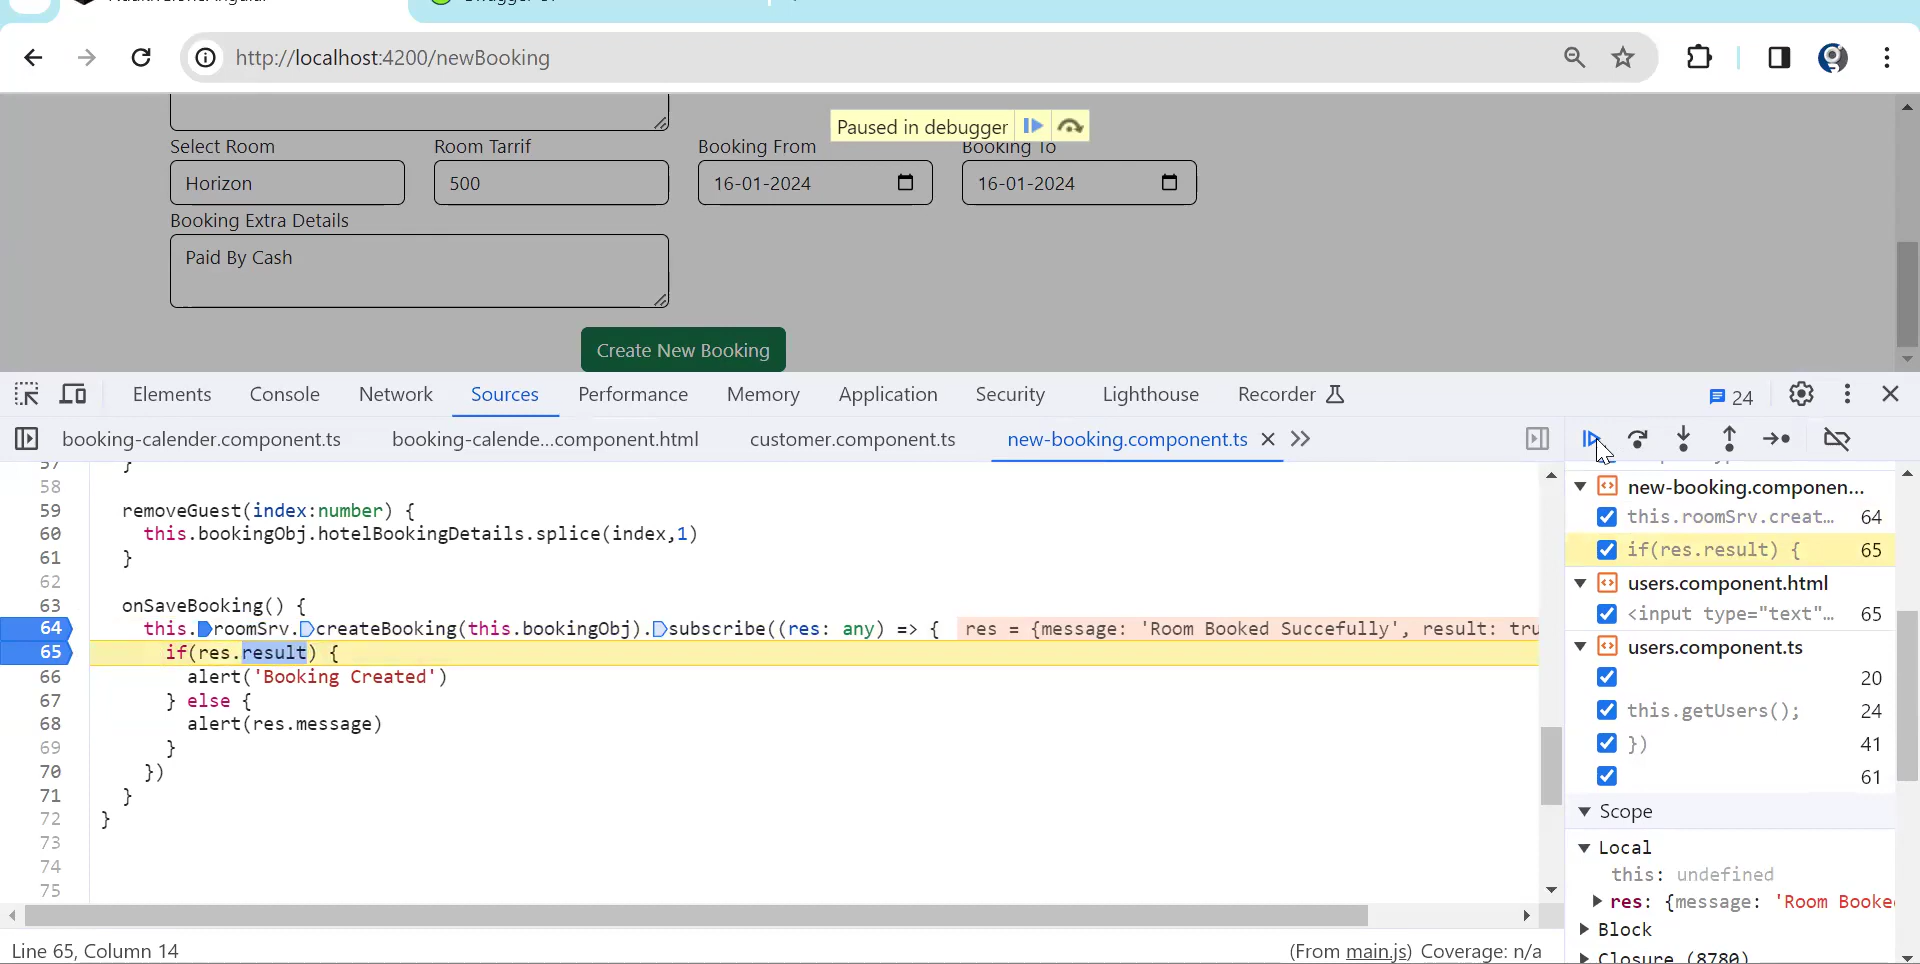 http://localhost:4200/newBooking
Paused in debugger
Select Room Room Tarrif Booking From Booking To
Horizon 500 16-01-2024 16-01-2024
Booking Extra Details
Paid By Cash
Create New Booking
Elements Console Network Sources Performance Memory Application Security Lighthouse Recorder 24
booking-calender.component.ts booking-calende...component.html customer.component.ts new-booking.component.ts
57 }
58
59 removeGuest(index:number) {
60 this.bookingObj.hotelBookingDetails.splice(index,1)
61 }
62
63 onSaveBooking() {
64 this.roomSrv.createBooking(this.bookingObj).subscribe((res: any) => { res = {message: 'Room Booked Succefully', result: tru
65 if(res.result) {
66 alert('Booking Created')
67 } else {
68 alert(res.message)
69 }
70 })
71 }
72 }
73
74
75
new-booking.componen...
this.roomSrv.creat... 64
if(res.result) { 65
users.component.html
<input type="text"... 65
users.component.ts
20
this.getUsers(); 24
}) 41
61
Scope
Local
this: undefined
res: {message: 'Room Booke
Block
Closure (8780)
Line 65, Column 14 (From main.js) Coverage: n/a